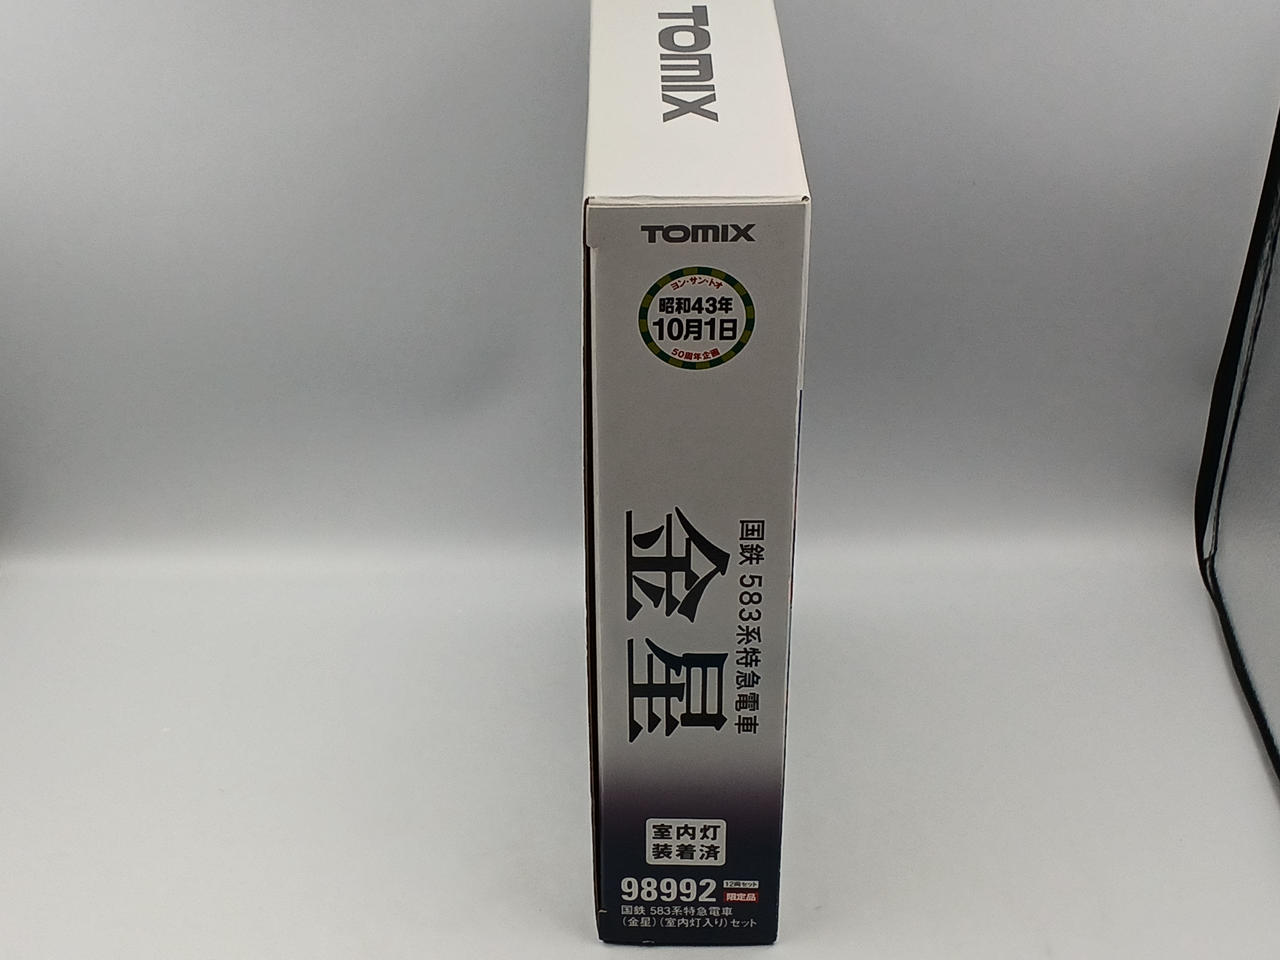 TOMIX
TOMIX
ヨン・サン・トオ
昭和43年
10月1日
50周年企画
国鉄 583系特急電車
金星
室内灯
装着済
98992
12両セット
限定品
国鉄 583系特急電車
(金星)(室内灯入り)セット